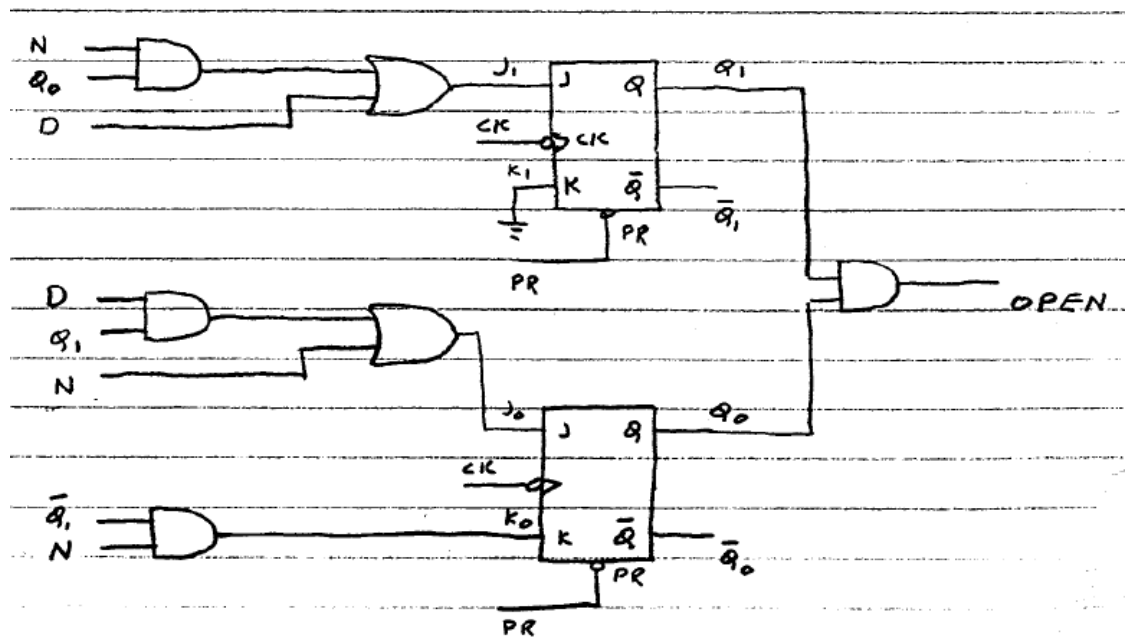 N
Q₀
D
J₁
J
Q
Q₁
CK
CK
K₁
K
Q̅
Q̅₁
PR
PR
D
Q₁
N
OPEN
J₀
J
Q
Q₀
CK
Q̅₁
N
K₀
K
Q̅
Q̅₀
PR
PR